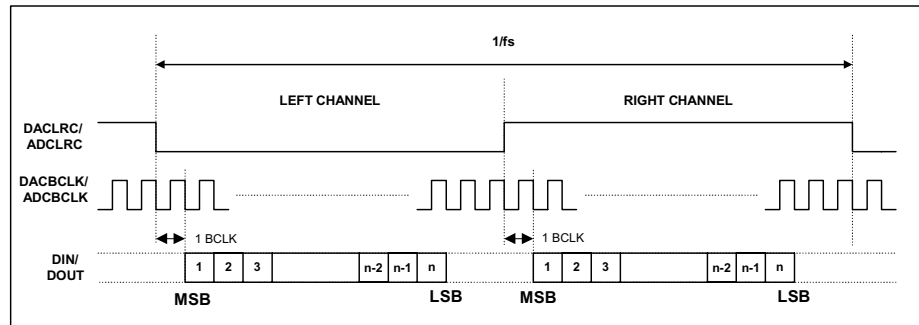 1/fs
LEFT CHANNEL RIGHT CHANNEL
DACLRC/
ADCLRC
DACBCLK/
ADCBCLK
1 BCLK 1 BCLK
DIN/
DOUT
1 2 3 n-2 n-1 n 1 2 3 n-2 n-1 n
MSB LSB MSB LSB